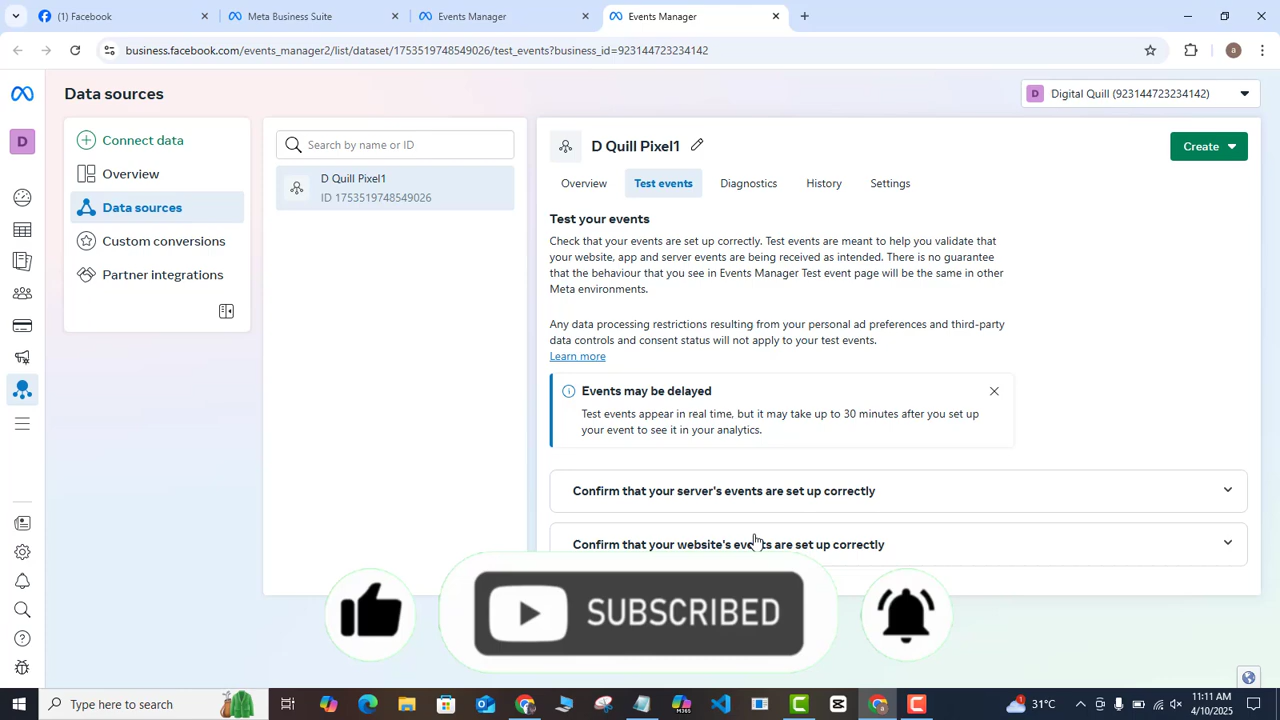 (1) Facebook
Meta Business Suite
Events Manager
Events Manager
business.facebook.com/events_manager2/list/dataset/1753519748549026/test_events?business_id=923144723234142
a
Data sources
D
Digital Quill (923144723234142)
D
Connect data
Overview
Data sources
Custom conversions
Partner integrations
Search by name or ID
D Quill Pixel1
ID 1753519748549026
D Quill Pixel1
Create
Overview
Test events
Diagnostics
History
Settings
Test your events
Check that your events are set up correctly. Test events are meant to help you validate that
your website, app and server events are being received as intended. There is no guarantee
that the behaviour that you see in Events Manager Test event page will be the same in other
Meta environments.
Any data processing restrictions resulting from your personal ad preferences and third-party
data controls and consent status will not apply to your test events.
Learn more
Events may be delayed
Test events appear in real time, but it may take up to 30 minutes after you set up
your event to see it in your analytics.
Confirm that your server's events are set up correctly
Confirm that your website's events are set up correctly
SUBSCRIBED
Type here to search
M365
31°C
11:11 AM
4/10/2025